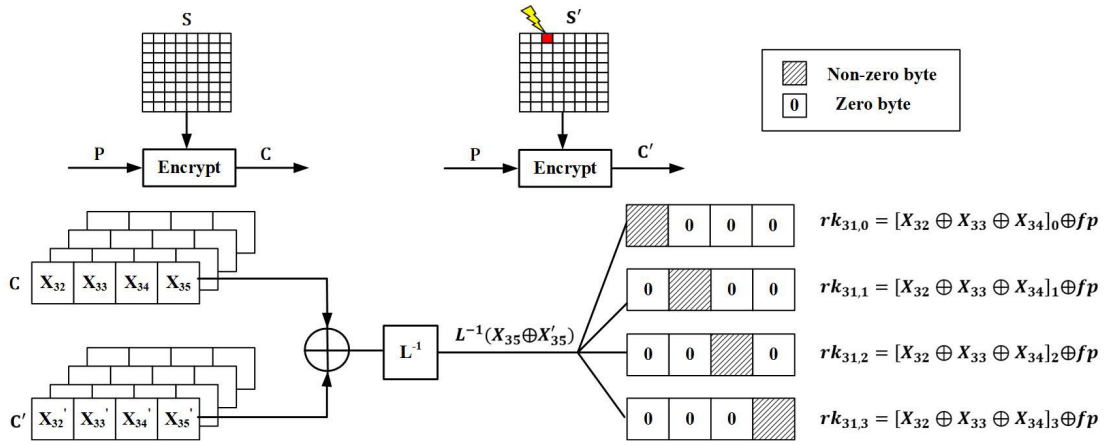 S
S′
P
Encrypt
C
P
Encrypt
C′
Non-zero byte
0 Zero byte
C
X₃₂ X₃₃ X₃₄ X₃₅
C′
X₃₂′ X₃₃′ X₃₄′ X₃₅′
L⁻¹
L⁻¹(X₃₅⊕X′₃₅)
0 0 0
rk₃₁,₀ = [X₃₂ ⊕ X₃₃ ⊕ X₃₄]₀⊕fp
0 0 0
rk₃₁,₁ = [X₃₂ ⊕ X₃₃ ⊕ X₃₄]₁⊕fp
0 0 0
rk₃₁,₂ = [X₃₂ ⊕ X₃₃ ⊕ X₃₄]₂⊕fp
0 0 0
rk₃₁,₃ = [X₃₂ ⊕ X₃₃ ⊕ X₃₄]₃⊕fp